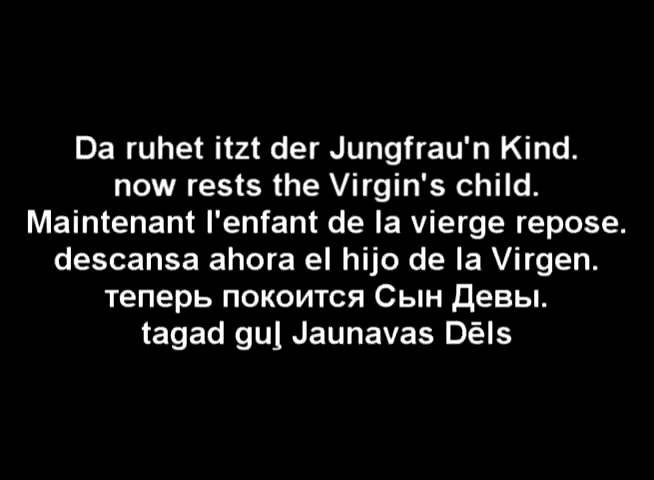 Da ruhet itzt der Jungfrau'n Kind.
now rests the Virgin's child.
Maintenant l'enfant de la vierge repose.
descansa ahora el hijo de la Virgen.
теперь покоится Сын Девы.
tagad guļ Jaunavas Dēls